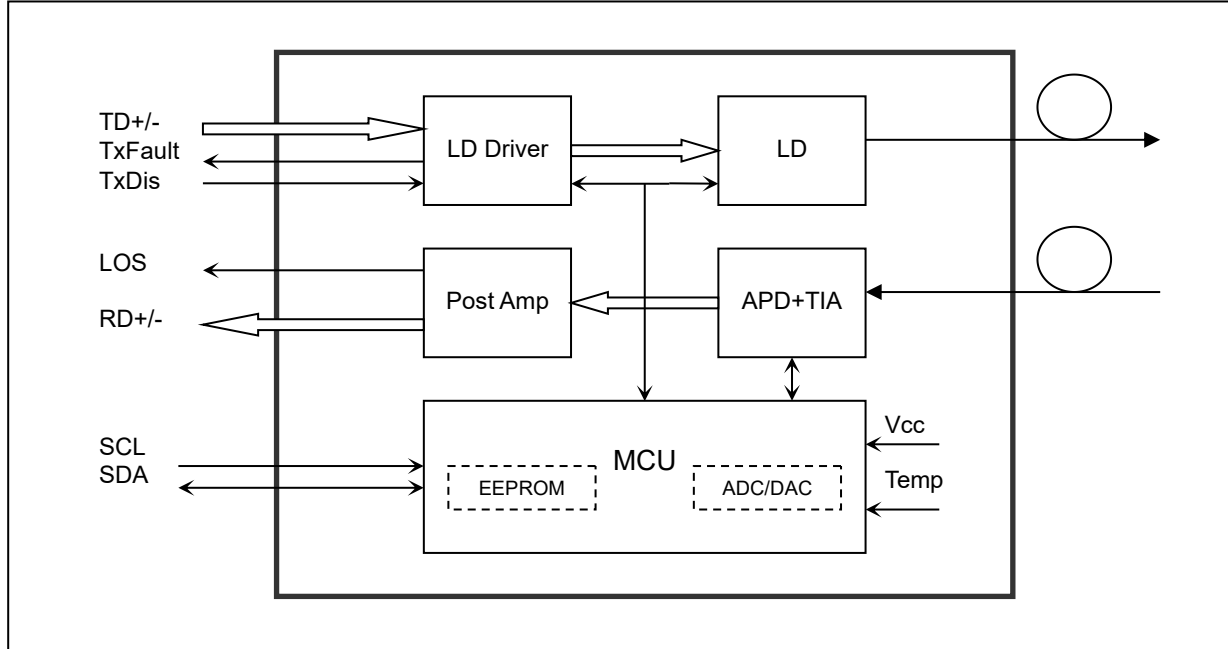 TD+/-
TxFault
TxDis
LD Driver
LD
LOS
RD+/-
Post Amp
APD+TIA
SCL
SDA
MCU
EEPROM
ADC/DAC
Vcc
Temp